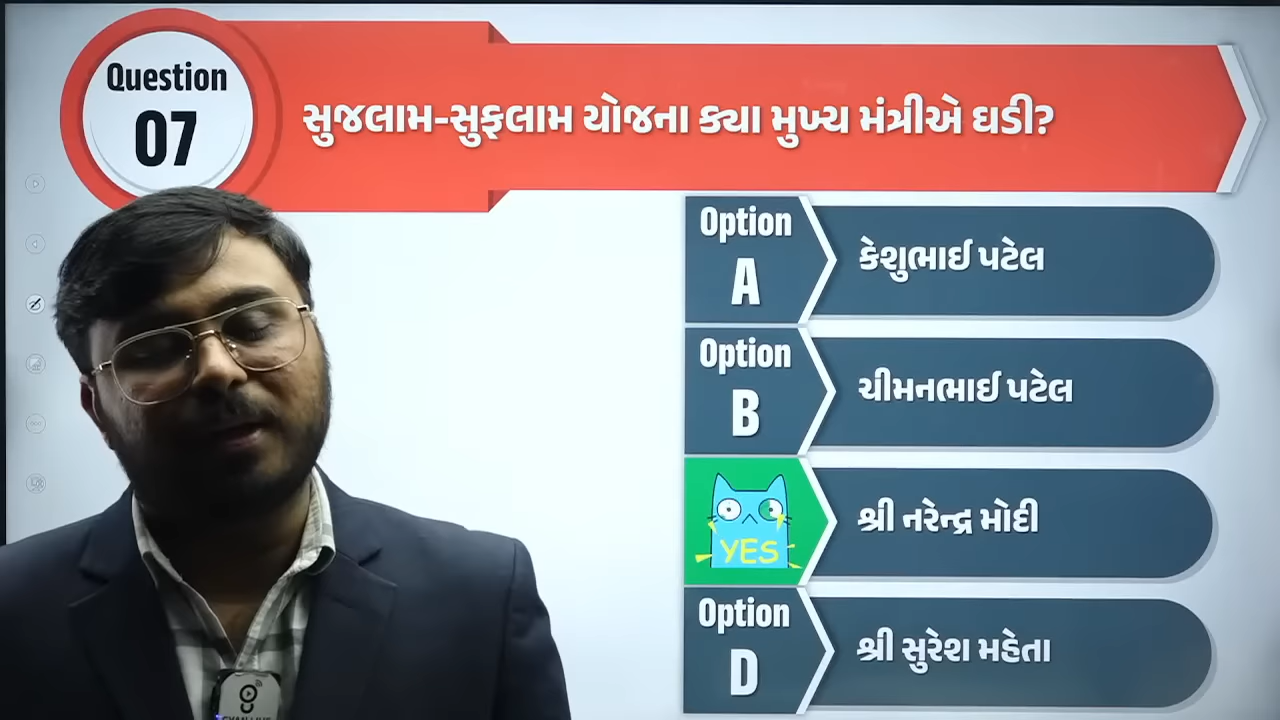 Question
07
સુજલામ-સુફલામ યોજના ક્યા મુખ્ય મંત્રીએ ઘડી?
Option
A
કેશુભાઈ પટેલ
Option
B
ચીમનભાઈ પટેલ
YES
શ્રી નરેન્દ્ર મોદી
Option
D
શ્રી સુરેશ મહેતા